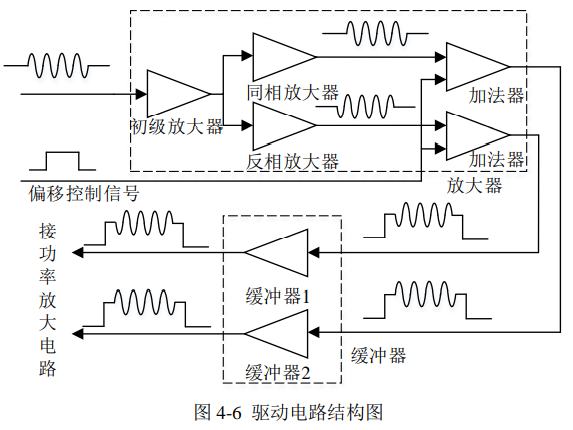 同相放大器
加法器
初级放大器
反相放大器
加法器
放大器
偏移控制信号
接功率放大电路
缓冲器1
缓冲器
缓冲器2
图 4-6 驱动电路结构图